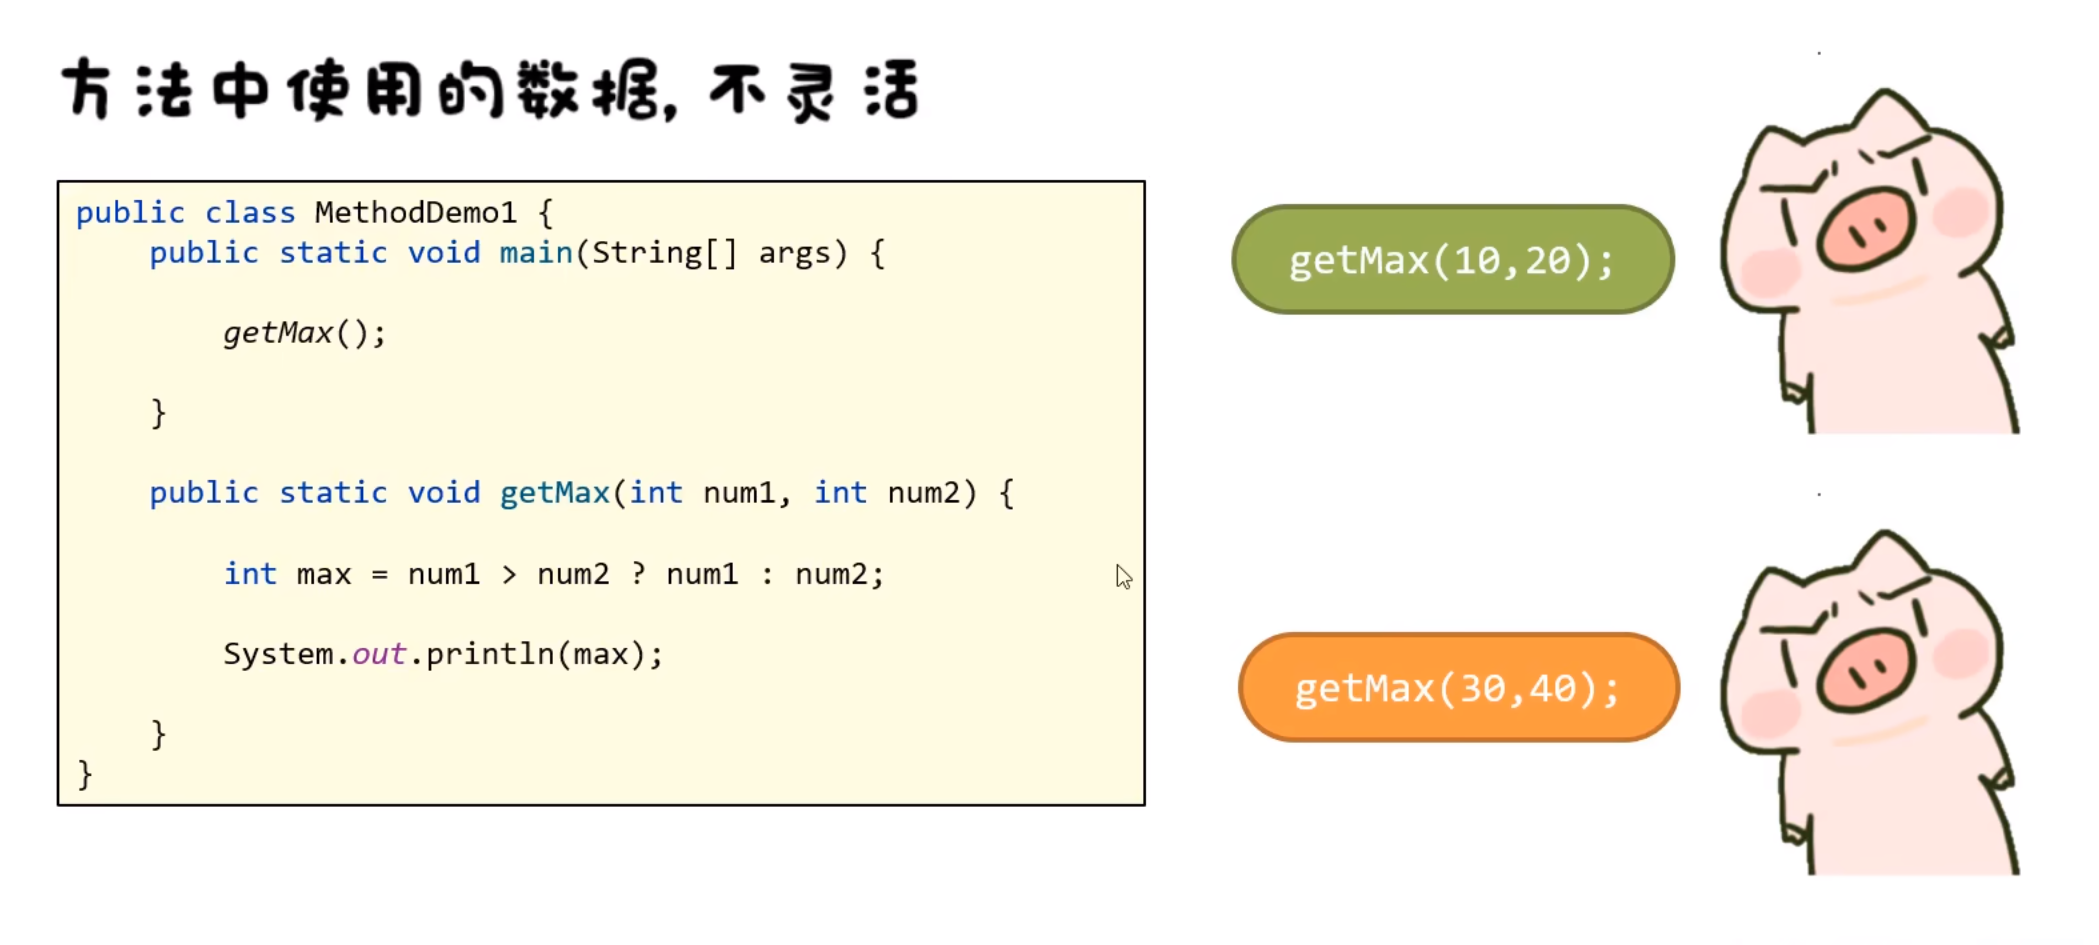 方法中使用的数据,不灵活
public class MethodDemo1 {
public static void main(String[] args) {
getMax();
}
public static void getMax(int num1, int num2) {
int max = num1 > num2 ? num1 : num2;
System.out.println(max);
}
}
getMax(10,20);
getMax(30,40);